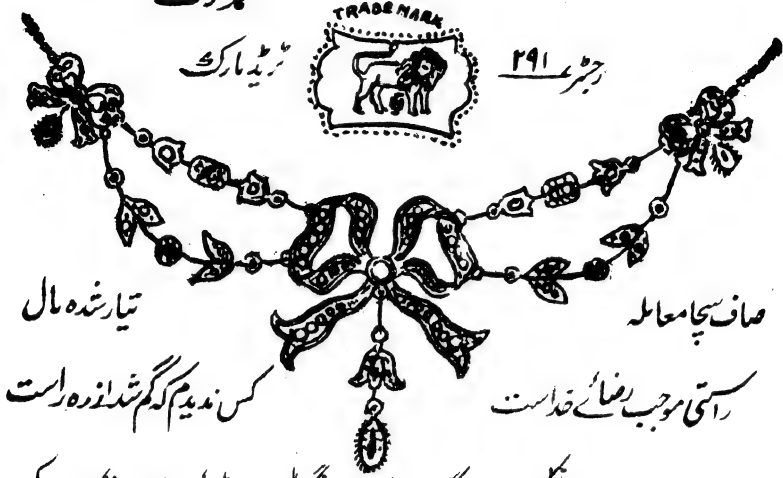 TRADE MARK
رجسٹر ۲۹۱ ٹریڈ مارک
صاف سچا معاملہ تیار شدہ مال
راستی موجب رضائے خداست کس ندیدم کہ گم شد از رہ راست